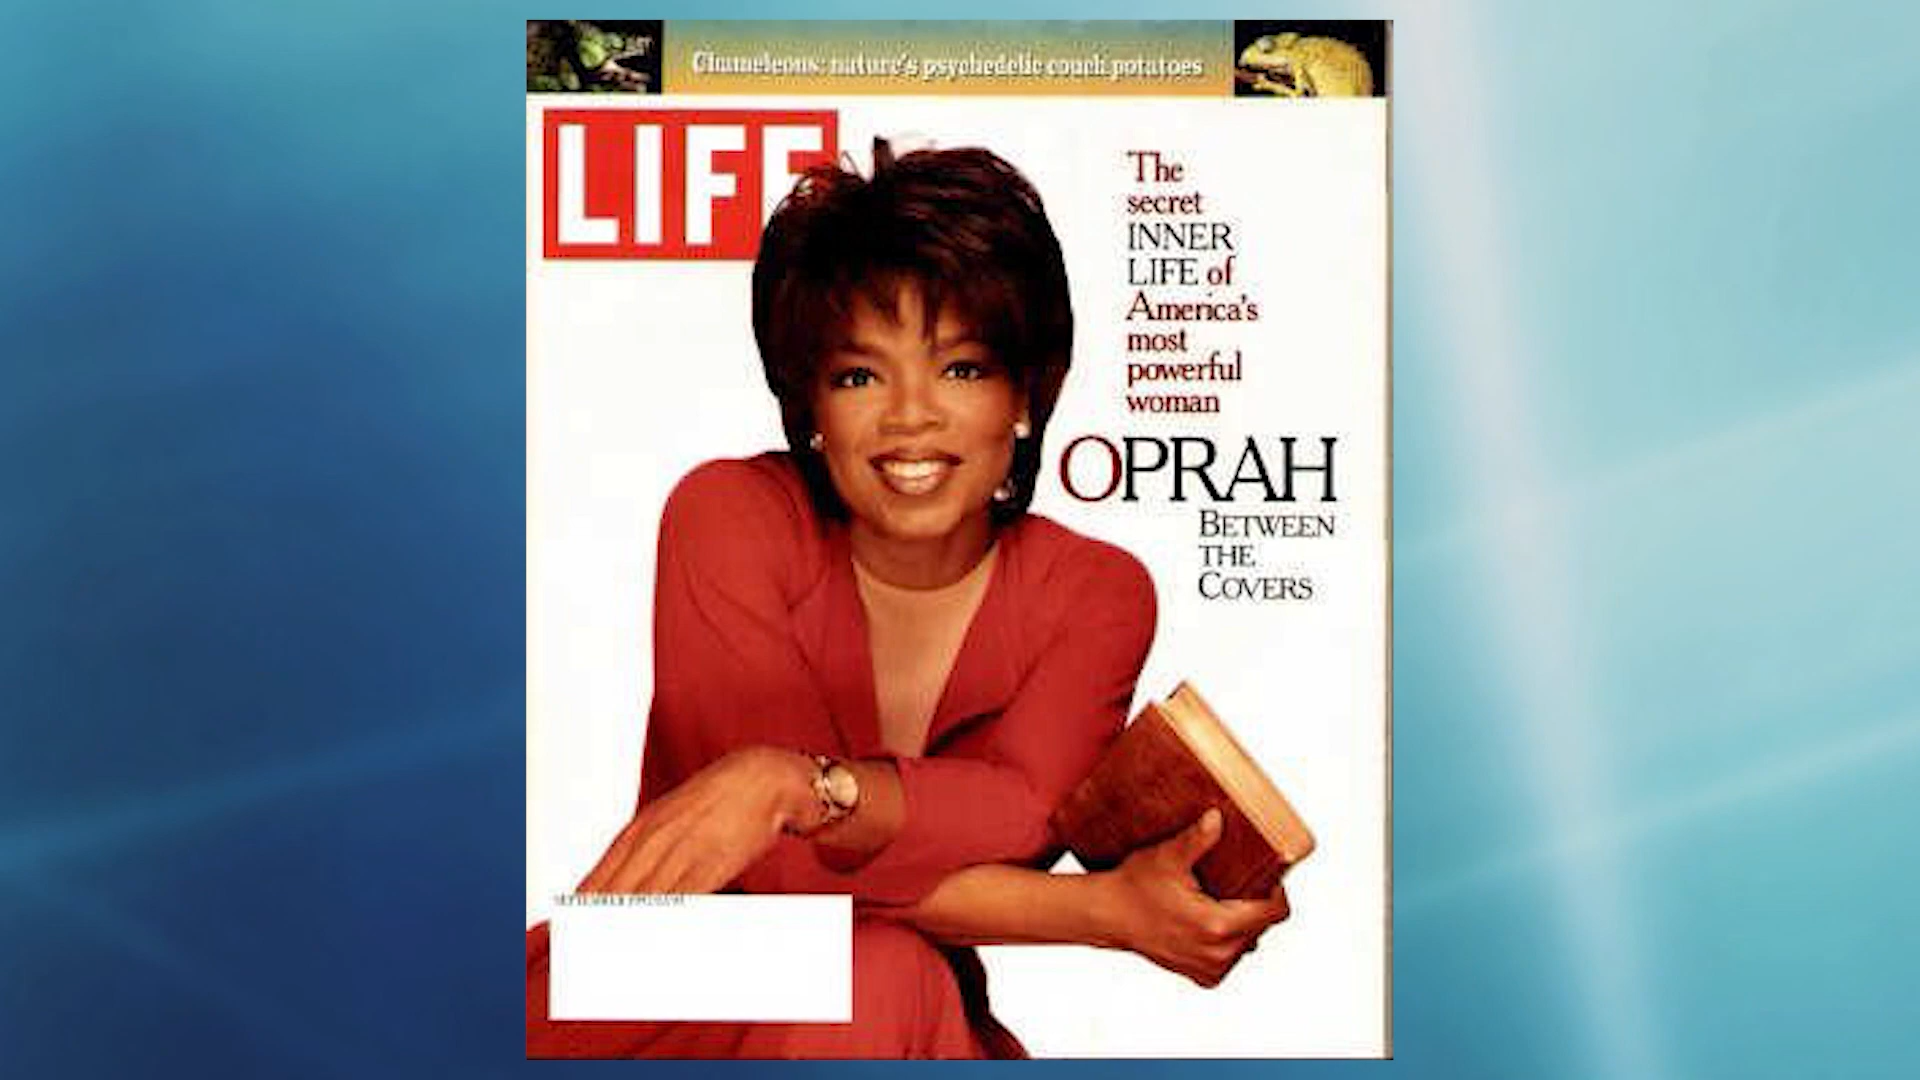 Chameleons: nature's psychedelic couch potatoes
LIFE
The
secret
INNER
LIFE of
America's
most
powerful
woman
OPRAH
BETWEEN
THE
COVERS